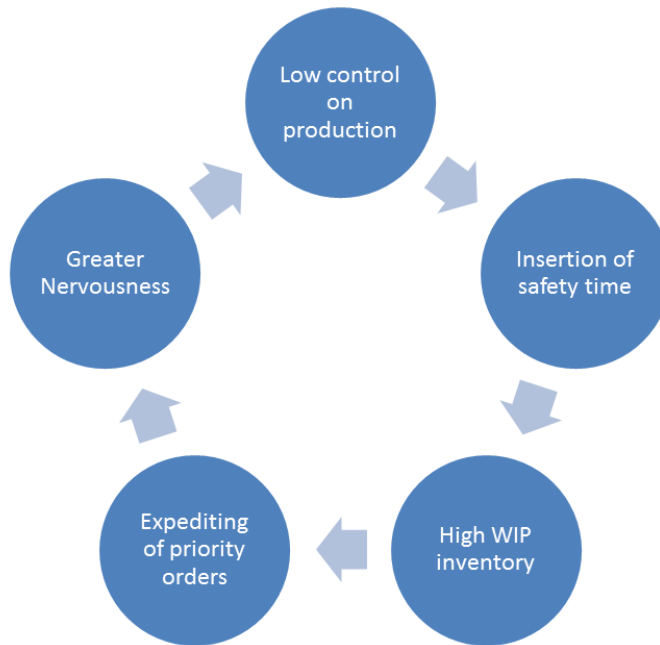 Low control
on
production
Insertion of
safety time
High WIP
inventory
Expediting
of priority
orders
Greater
Nervousness